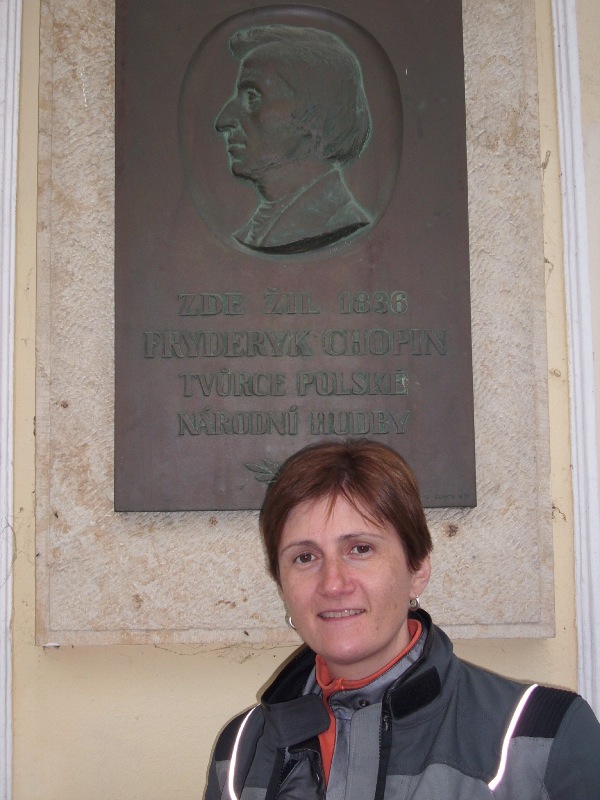 ZDE ŽIL 1836
FRYDERYK CHOPIN
TVŮRCE POLSKÉ
NÁRODNÍ HUDBY